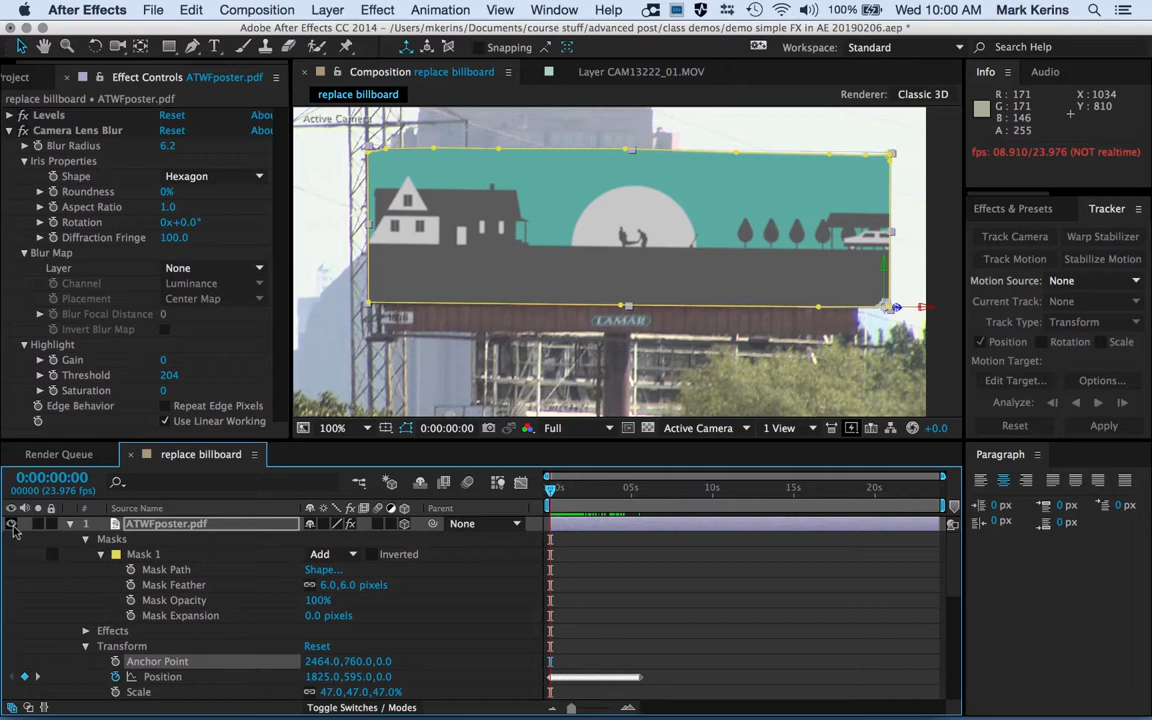 After Effects File Edit Composition Layer Effect Animation View Window Help 100% Wed 10:00 AM Mark Kerins
Adobe After Effects CC 2014 - /Users/mkerins/Documents/course stuff/advanced post/class demos/demo simple FX in AE 20190206.aep *
Snapping Workspace: Standard Search Help
Project Effect Controls ATWFposter.pdf Composition replace billboard Layer CAM13222_01.MOV Info Audio
replace billboard • ATWFposter.pdf replace billboard Renderer: Classic 3D
R: 171 X: 1034
G: 171 Y: 810
B: 146
A: 255
fps: 08.910/23.976 (NOT realtime)
fx Levels Reset Abou
fx Camera Lens Blur Reset Abou
Blur Radius 6.2
Iris Properties
Shape Hexagon
Roundness 0%
Aspect Ratio 1.0
Rotation 0x+0.0°
Diffraction Fringe 100.0
Blur Map
Layer None
Channel Luminance
Placement Center Map
Blur Focal Distance 0
Invert Blur Map
Highlight
Gain 0
Threshold 204
Saturation 0
Edge Behavior Repeat Edge Pixels
Use Linear Working
Active Camera
LAMAR
100% 0:00:00:00 Full Active Camera 1 View +0.0
Effects & Presets Tracker
Track Camera Warp Stabilizer
Track Motion Stabilize Motion
Motion Source: None
Current Track: None
Track Type: Transform
Position Rotation Scale
Motion Target:
Edit Target... Options...
Analyze:
Reset Apply
Render Queue replace billboard
0:00:00:00
00000 (23.976 fps)
0s 05s 10s 15s 20s
# Source Name Parent
1 ATWFposter.pdf fx None
Masks
Mask 1 Add Inverted
Mask Path Shape...
Mask Feather 6.0,6.0 pixels
Mask Opacity 100%
Mask Expansion 0.0 pixels
Effects
Transform Reset
Anchor Point 2464.0,760.0,0.0
Position 1825.0,595.0,0.0
Scale 47.0,47.0,47.0%
Toggle Switches / Modes
Paragraph
0 px 0 px
0 px 0 px